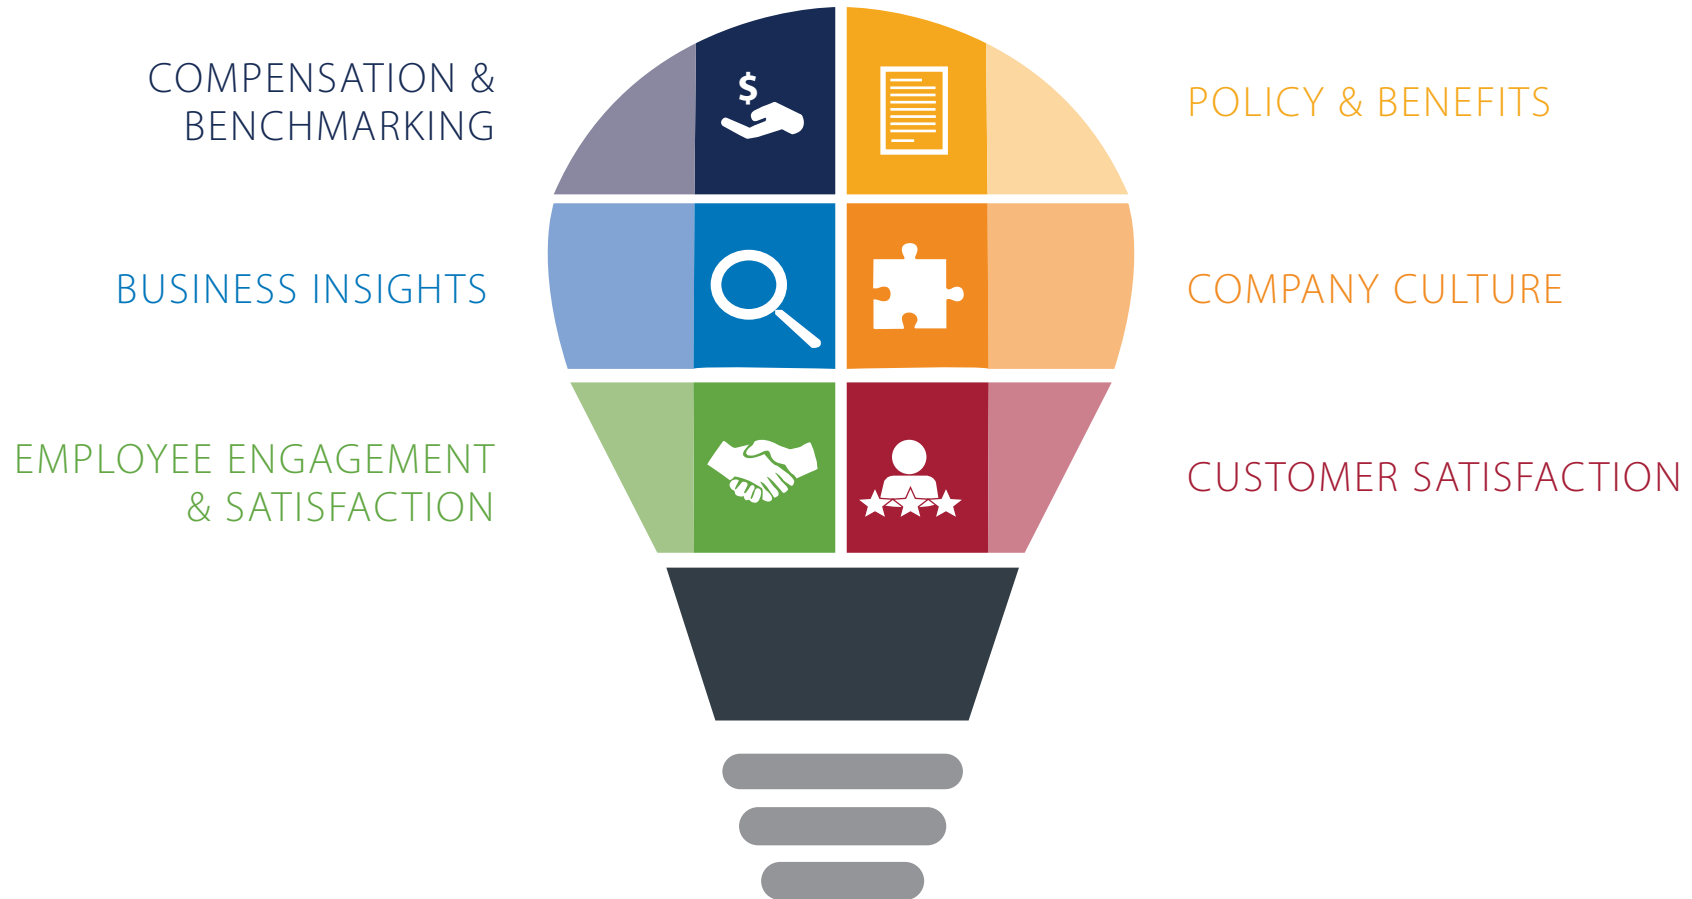 COMPENSATION &
BENCHMARKING
$
POLICY & BENEFITS
BUSINESS INSIGHTS
COMPANY CULTURE
EMPLOYEE ENGAGEMENT
& SATISFACTION
CUSTOMER SATISFACTION